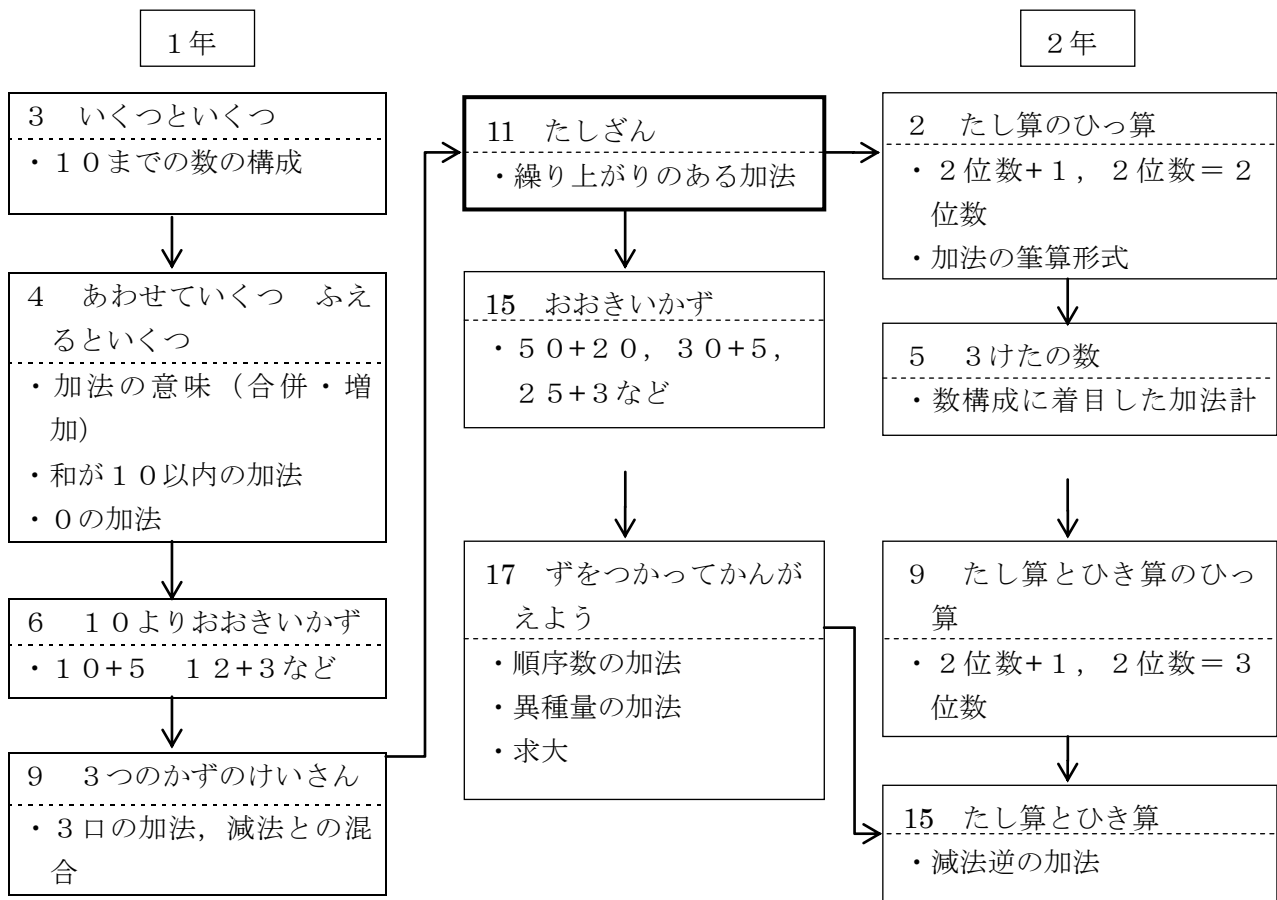 １年
３　いくつといくつ
・１０までの数の構成
４　あわせていくつ　ふえ
るといくつ
・加法の意味（合併・増
加）
・和が１０以内の加法
・０の加法
６　１０よりおおきいかず
・１０+５　１２+３など
９　３つのかずのけいさん
・３口の加法，減法との混
合
11　たしざん
・繰り上がりのある加法
15　おおきいかず
・５０+２０，３０+５，
２５+３など
17　ずをつかってかんが
えよう
・順序数の加法
・異種量の加法
・求大
２年
２　たし算のひっ算
・２位数+１，２位数＝２
位数
・加法の筆算形式
５　３けたの数
・数構成に着目した加法計
９　たし算とひき算のひっ
算
・２位数+１，２位数＝３
位数
15　たし算とひき算
・減法逆の加法